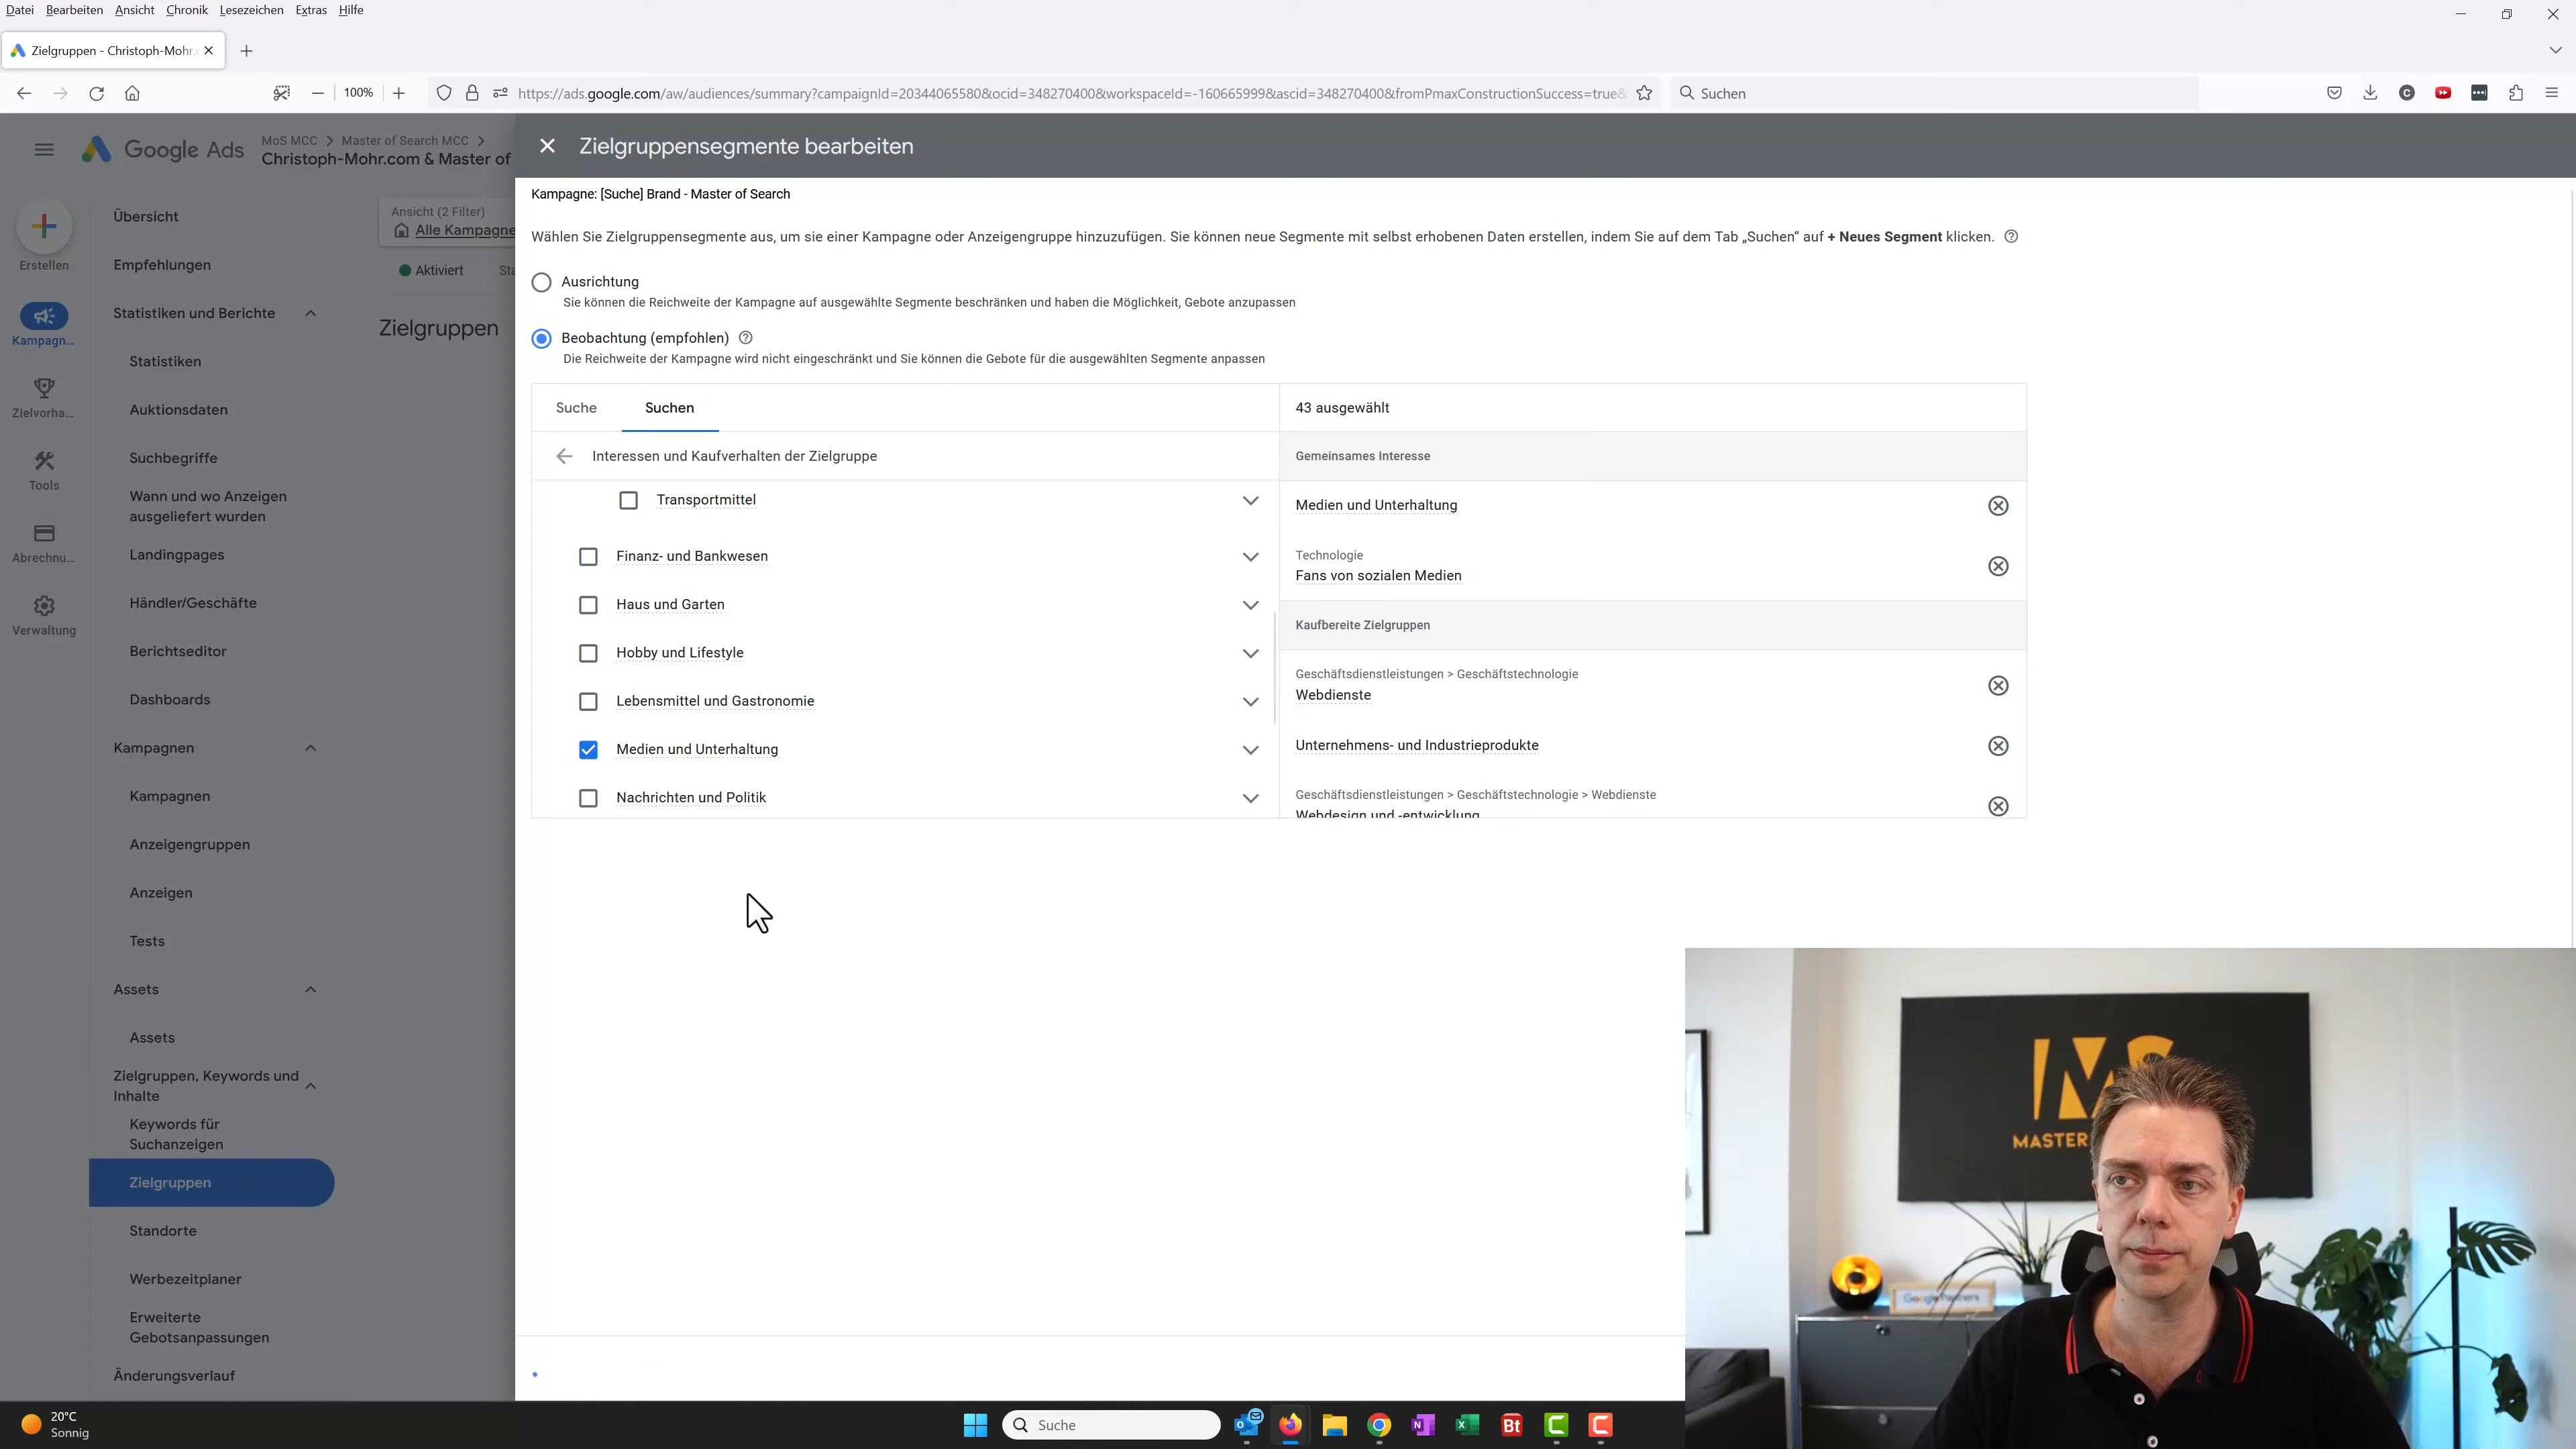 Datei Bearbeiten Ansicht Chronik Lesezeichen Extras Hilfe
Zielgruppen - Christoph-Mohr.c
100%
https://ads.google.com/aw/audiences/summary?campaignId=20344065580&ocid=348270400&workspaceId=-160665999&ascid=348270400&fromPmaxConstructionSuccess=true&
Suchen
Google Ads
MoS MCC > Master of Search MCC >
Christoph-Mohr.com & Master of
Zielgruppensegmente bearbeiten
Erstellen
Kampagn...
Zielvorha...
Tools
Abrechnu...
Verwaltung
Übersicht
Empfehlungen
Statistiken und Berichte
Statistiken
Auktionsdaten
Suchbegriffe
Wann und wo Anzeigen
ausgeliefert wurden
Landingpages
Händler/Geschäfte
Berichtseditor
Dashboards
Kampagnen
Kampagnen
Anzeigengruppen
Anzeigen
Tests
Assets
Assets
Zielgruppen, Keywords und
Inhalte
Keywords für
Suchanzeigen
Zielgruppen
Standorte
Werbezeitplaner
Erweiterte
Gebotsanpassungen
Änderungsverlauf
Ansicht (2 Filter)
Alle Kampagne
Aktiviert Sta
Zielgruppen
Kampagne: [Suche] Brand - Master of Search
Wählen Sie Zielgruppensegmente aus, um sie einer Kampagne oder Anzeigengruppe hinzuzufügen. Sie können neue Segmente mit selbst erhobenen Daten erstellen, indem Sie auf dem Tab „Suchen“ auf + Neues Segment klicken.
Ausrichtung
Sie können die Reichweite der Kampagne auf ausgewählte Segmente beschränken und haben die Möglichkeit, Gebote anzupassen
Beobachtung (empfohlen)
Die Reichweite der Kampagne wird nicht eingeschränkt und Sie können die Gebote für die ausgewählten Segmente anpassen
Suche Suchen
Interessen und Kaufverhalten der Zielgruppe
Transportmittel
Finanz- und Bankwesen
Haus und Garten
Hobby und Lifestyle
Lebensmittel und Gastronomie
Medien und Unterhaltung
Nachrichten und Politik
43 ausgewählt
Gemeinsames Interesse
Medien und Unterhaltung
Technologie
Fans von sozialen Medien
Kaufbereite Zielgruppen
Geschäftsdienstleistungen > Geschäftstechnologie
Webdienste
Unternehmens- und Industrieprodukte
Geschäftsdienstleistungen > Geschäftstechnologie > Webdienste
Webdesign und -entwicklung
MASTER
Google Partners
20°C
Sonnig
Suche
Bt